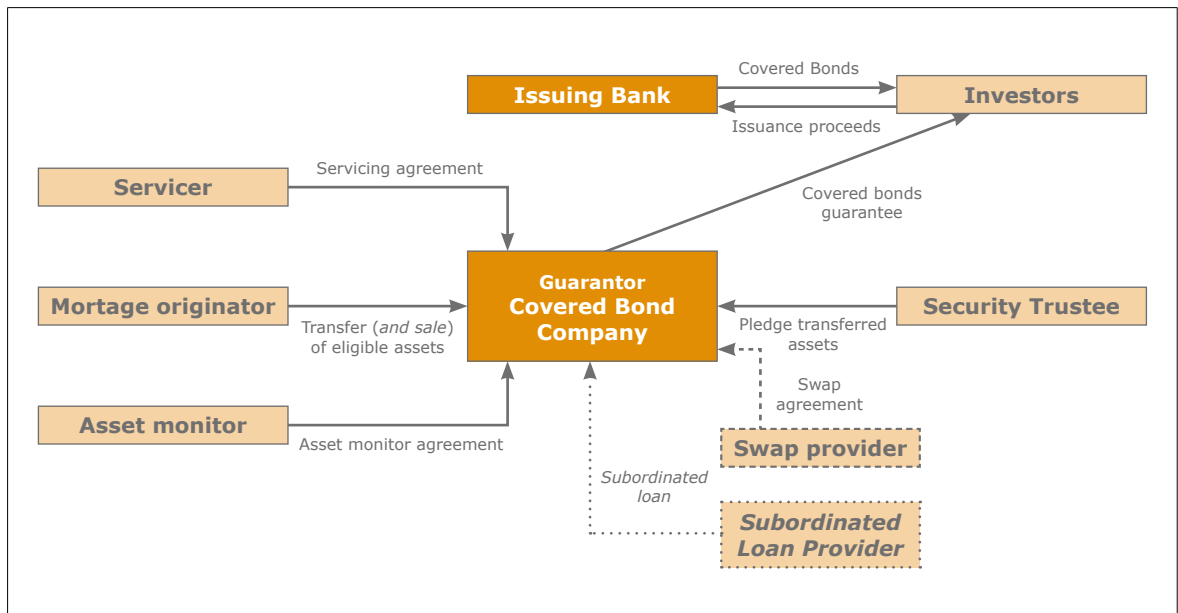 Covered Bonds
Issuing Bank
Investors
Issuance proceeds
Servicing agreement
Servicer
Covered bonds
guarantee
Guarantor
Covered Bond
Company
Mortage originator
Transfer (and sale)
of eligible assets
Security Trustee
Pledge transferred
assets
Swap
agreement
Asset monitor
Asset monitor agreement
Swap provider
Subordinated
loan
Subordinated
Loan Provider